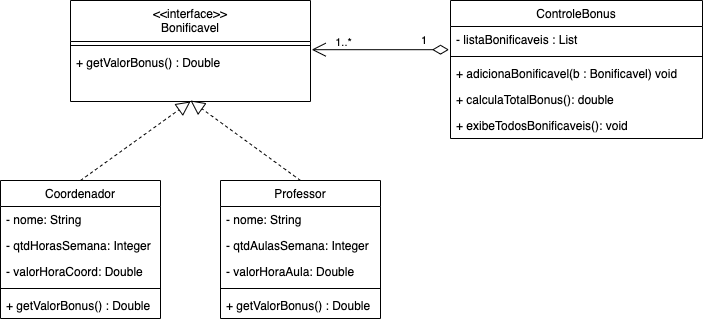 <<interface>>
Bonificavel
+ getValorBonus() : Double
1..*
1
ControleBonus
- listaBonificaveis : List
+ adicionaBonificavel(b : Bonificavel) void
+ calculaTotalBonus(): double
+ exibeTodosBonificaveis(): void
Coordenador
- nome: String
- qtdHorasSemana: Integer
- valorHoraCoord: Double
+ getValorBonus() : Double
Professor
- nome: String
- qtdAulasSemana: Integer
- valorHoraAula: Double
+ getValorBonus() : Double